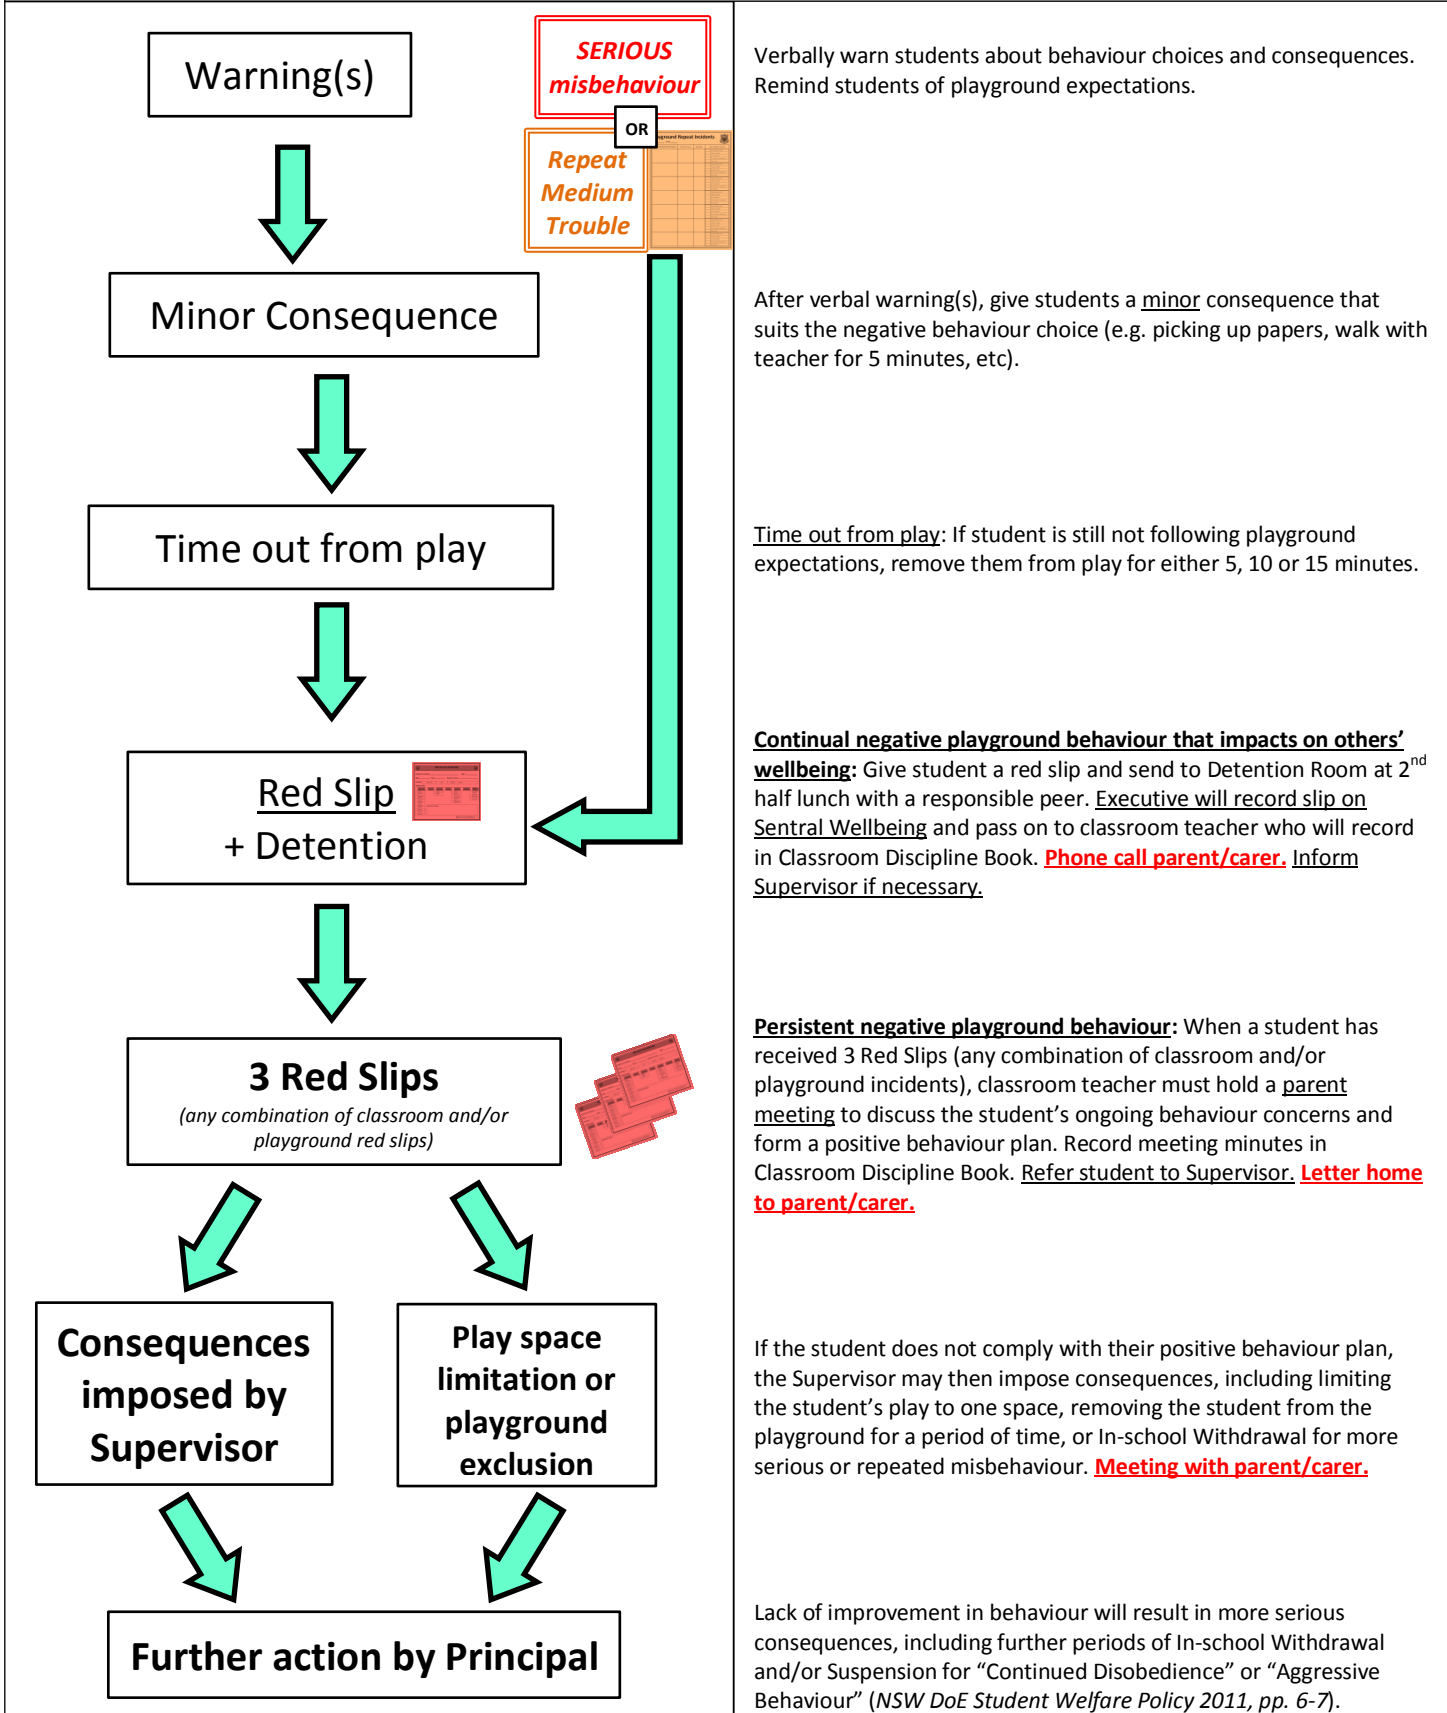 Warning(s)
SERIOUS
misbehaviour
OR
Repeat
Medium
Trouble
Playground Repeat Incidents
Verbally warn students about behaviour choices and consequences.
Remind students of playground expectations.
Minor Consequence
After verbal warning(s), give students a minor consequence that
suits the negative behaviour choice (e.g. picking up papers, walk with
teacher for 5 minutes, etc).
Time out from play
Time out from play: If student is still not following playground
expectations, remove them from play for either 5, 10 or 15 minutes.
Red Slip
+ Detention
Continual negative playground behaviour that impacts on others’
wellbeing: Give student a red slip and send to Detention Room at 2nd
half lunch with a responsible peer. Executive will record slip on
Sentral Wellbeing and pass on to classroom teacher who will record
in Classroom Discipline Book. Phone call parent/carer. Inform
Supervisor if necessary.
3 Red Slips
(any combination of classroom and/or
playground red slips)
Persistent negative playground behaviour: When a student has
received 3 Red Slips (any combination of classroom and/or
playground incidents), classroom teacher must hold a parent
meeting to discuss the student’s ongoing behaviour concerns and
form a positive behaviour plan. Record meeting minutes in
Classroom Discipline Book. Refer student to Supervisor. Letter home
to parent/carer.
Consequences
imposed by
Supervisor
Play space
limitation or
playground
exclusion
If the student does not comply with their positive behaviour plan,
the Supervisor may then impose consequences, including limiting
the student’s play to one space, removing the student from the
playground for a period of time, or In-school Withdrawal for more
serious or repeated misbehaviour. Meeting with parent/carer.
Further action by Principal
Lack of improvement in behaviour will result in more serious
consequences, including further periods of In-school Withdrawal
and/or Suspension for “Continued Disobedience” or “Aggressive
Behaviour” (NSW DoE Student Welfare Policy 2011, pp. 6-7).